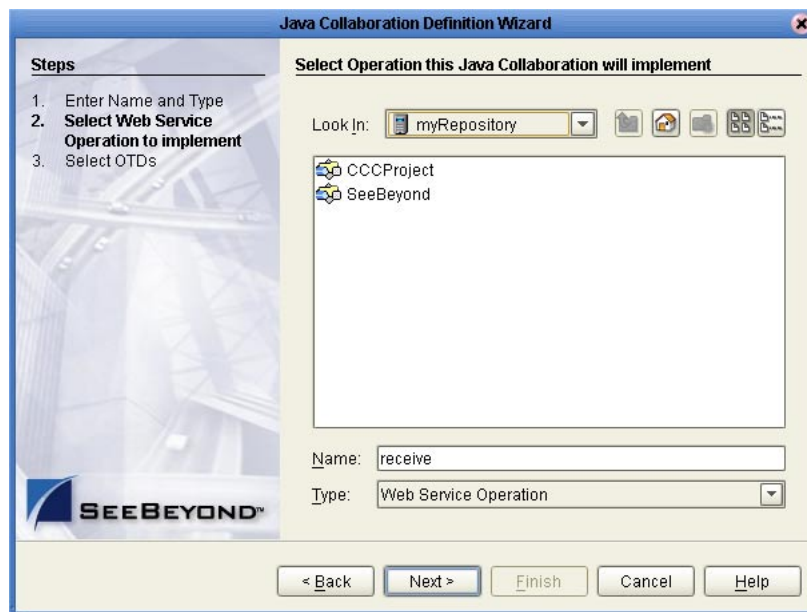 Java Collaboration Definition Wizard
Steps
1. Enter Name and Type
2. Select Web Service
Operation to implement
3. Select OTDs
SEEBEYOND™
Select Operation this Java Collaboration will implement
Look In: myRepository
CCCProject
SeeBeyond
Name: receive
Type: Web Service Operation
< Back Next > Finish Cancel Help